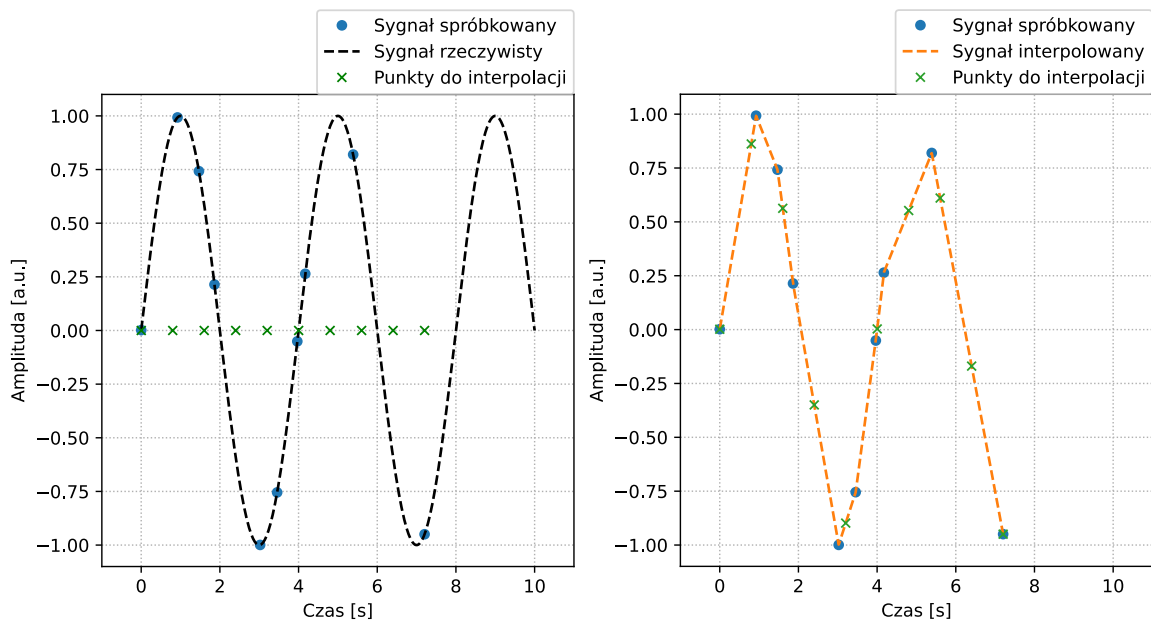 Sygnał spróbkowany
Sygnał rzeczywisty
Punkty do interpolacji
1.00
0.75
0.50
0.25
0.00
−0.25
−0.50
−0.75
−1.00
Amplituda [a.u.]
0 2 4 6 8 10
Czas [s]
Sygnał spróbkowany
Sygnał interpolowany
Punkty do interpolacji
1.00
0.75
0.50
0.25
0.00
−0.25
−0.50
−0.75
−1.00
Amplituda [a.u.]
0 2 4 6 8 10
Czas [s]